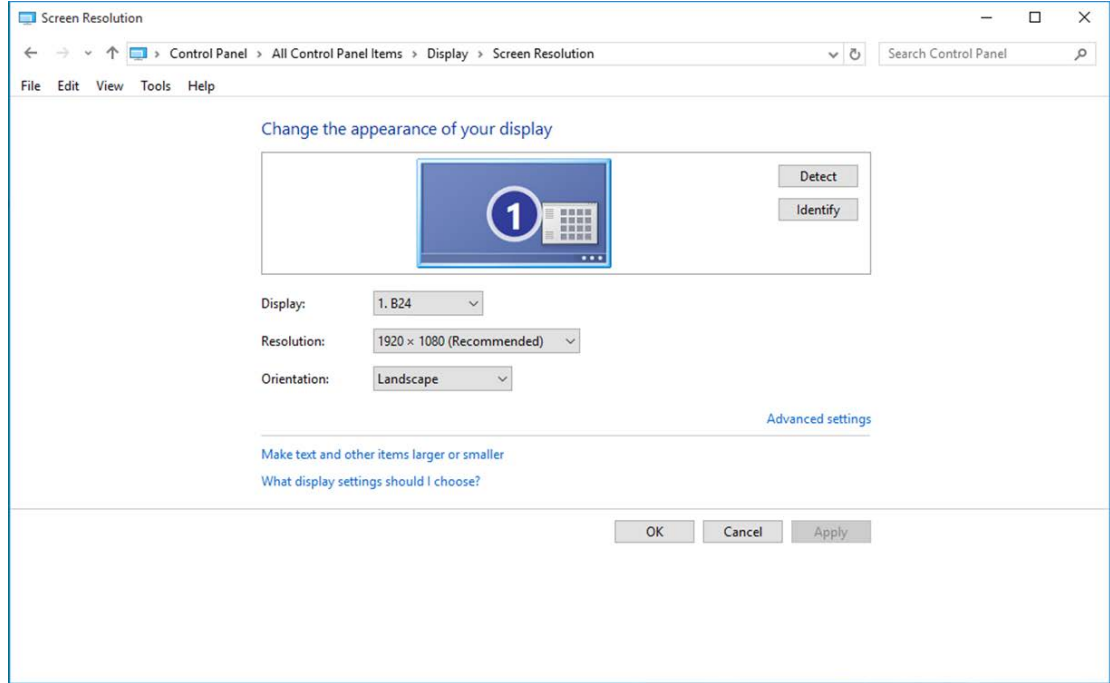 Screen Resolution
Control Panel > All Control Panel Items > Display > Screen Resolution
Search Control Panel
File Edit View Tools Help
Change the appearance of your display
1
Detect
Identify
Display: 1. B24
Resolution: 1920 × 1080 (Recommended)
Orientation: Landscape
Advanced settings
Make text and other items larger or smaller
What display settings should I choose?
OK Cancel Apply